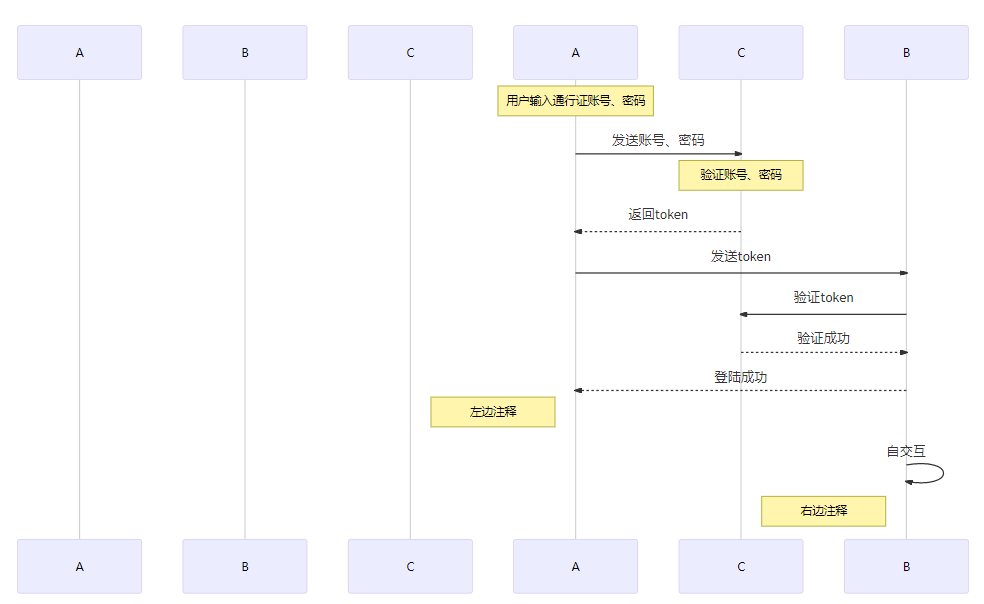 A
B
C
A
C
B
用户输入通行证账号、密码
发送账号、密码
验证账号、密码
返回token
发送token
验证token
验证成功
登陆成功
左边注释
自交互
右边注释
A
B
C
A
C
B